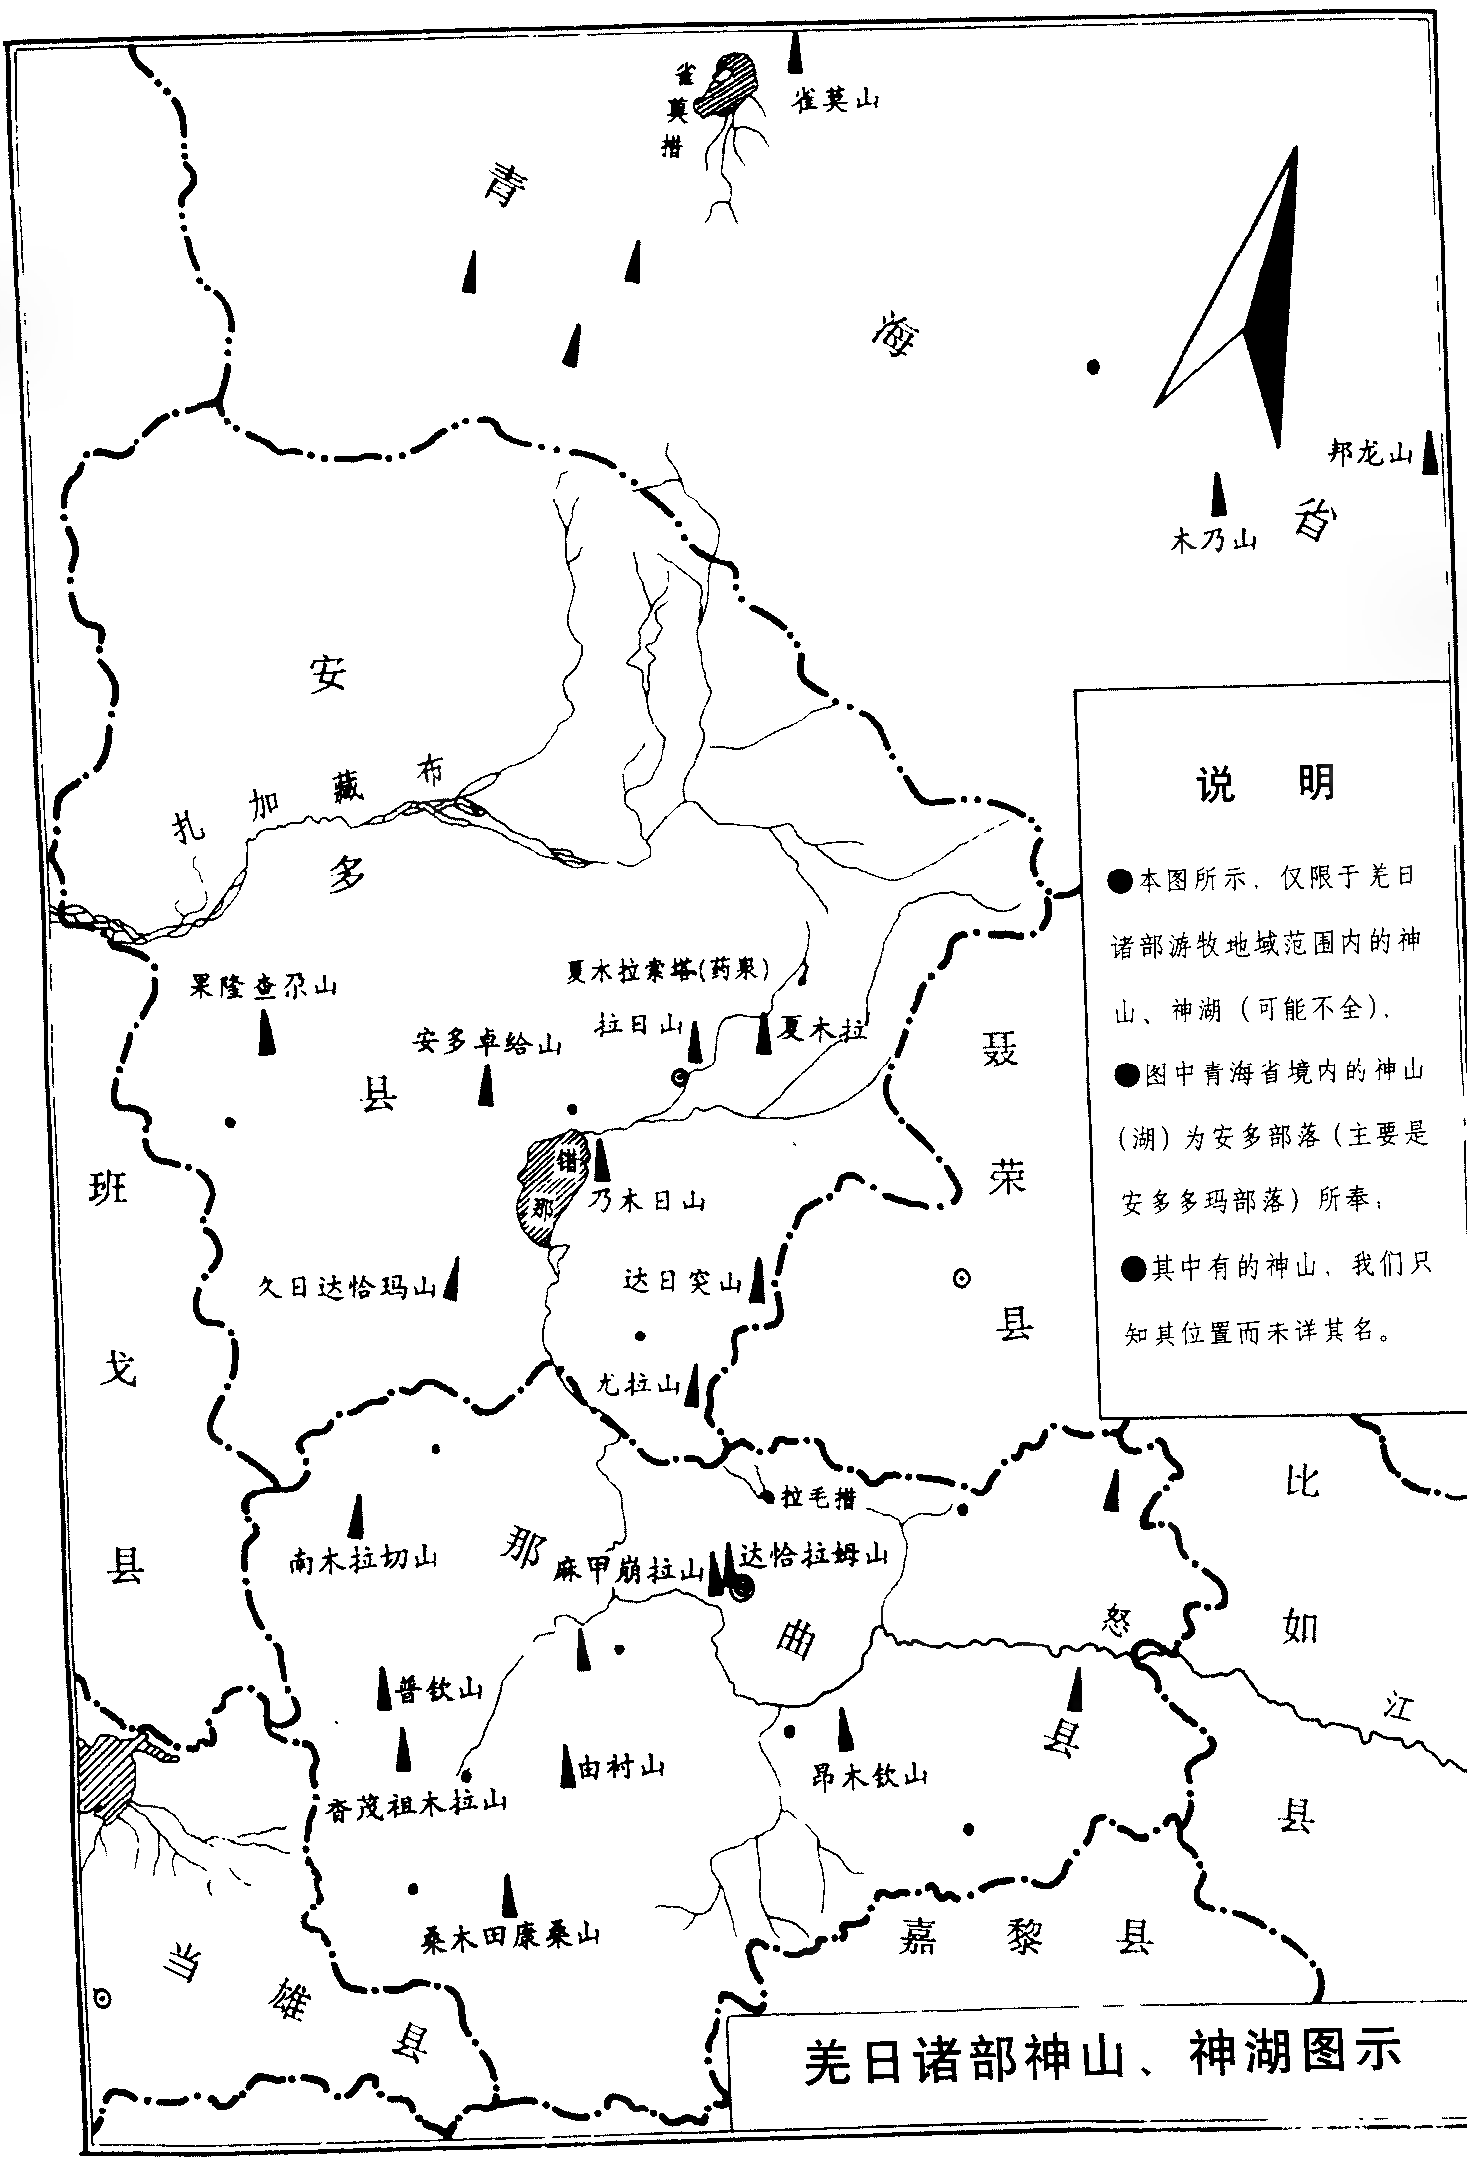 雀莫措
雀莫山
青海省
邦龙山
木乃山
安多县
扎加藏布
说 明
●本图所示，仅限于羌日
诸部游牧地域范围内的神
山、神湖（可能不全）．
●图中青海省境内的神山
（湖）为安多部落（主要是
安多多玛部落）所奉；
●其中有的神山，我们只
知其位置而未详其名。
果隆查尕山
夏木拉索塔(药泉)
拉日山
夏木拉
安多卓给山
聂荣县
错那
乃木日山
班戈县
久日达恰玛山
达日突山
尤拉山
比如县
拉毛措
南木拉切山
那曲县
麻甲崩拉山
达恰拉姆山
怒江
普钦山
由村山
昂木钦山
杳茂祖木拉山
桑木田康桑山
嘉黎县
当雄县
羌日诸部神山、神湖图示